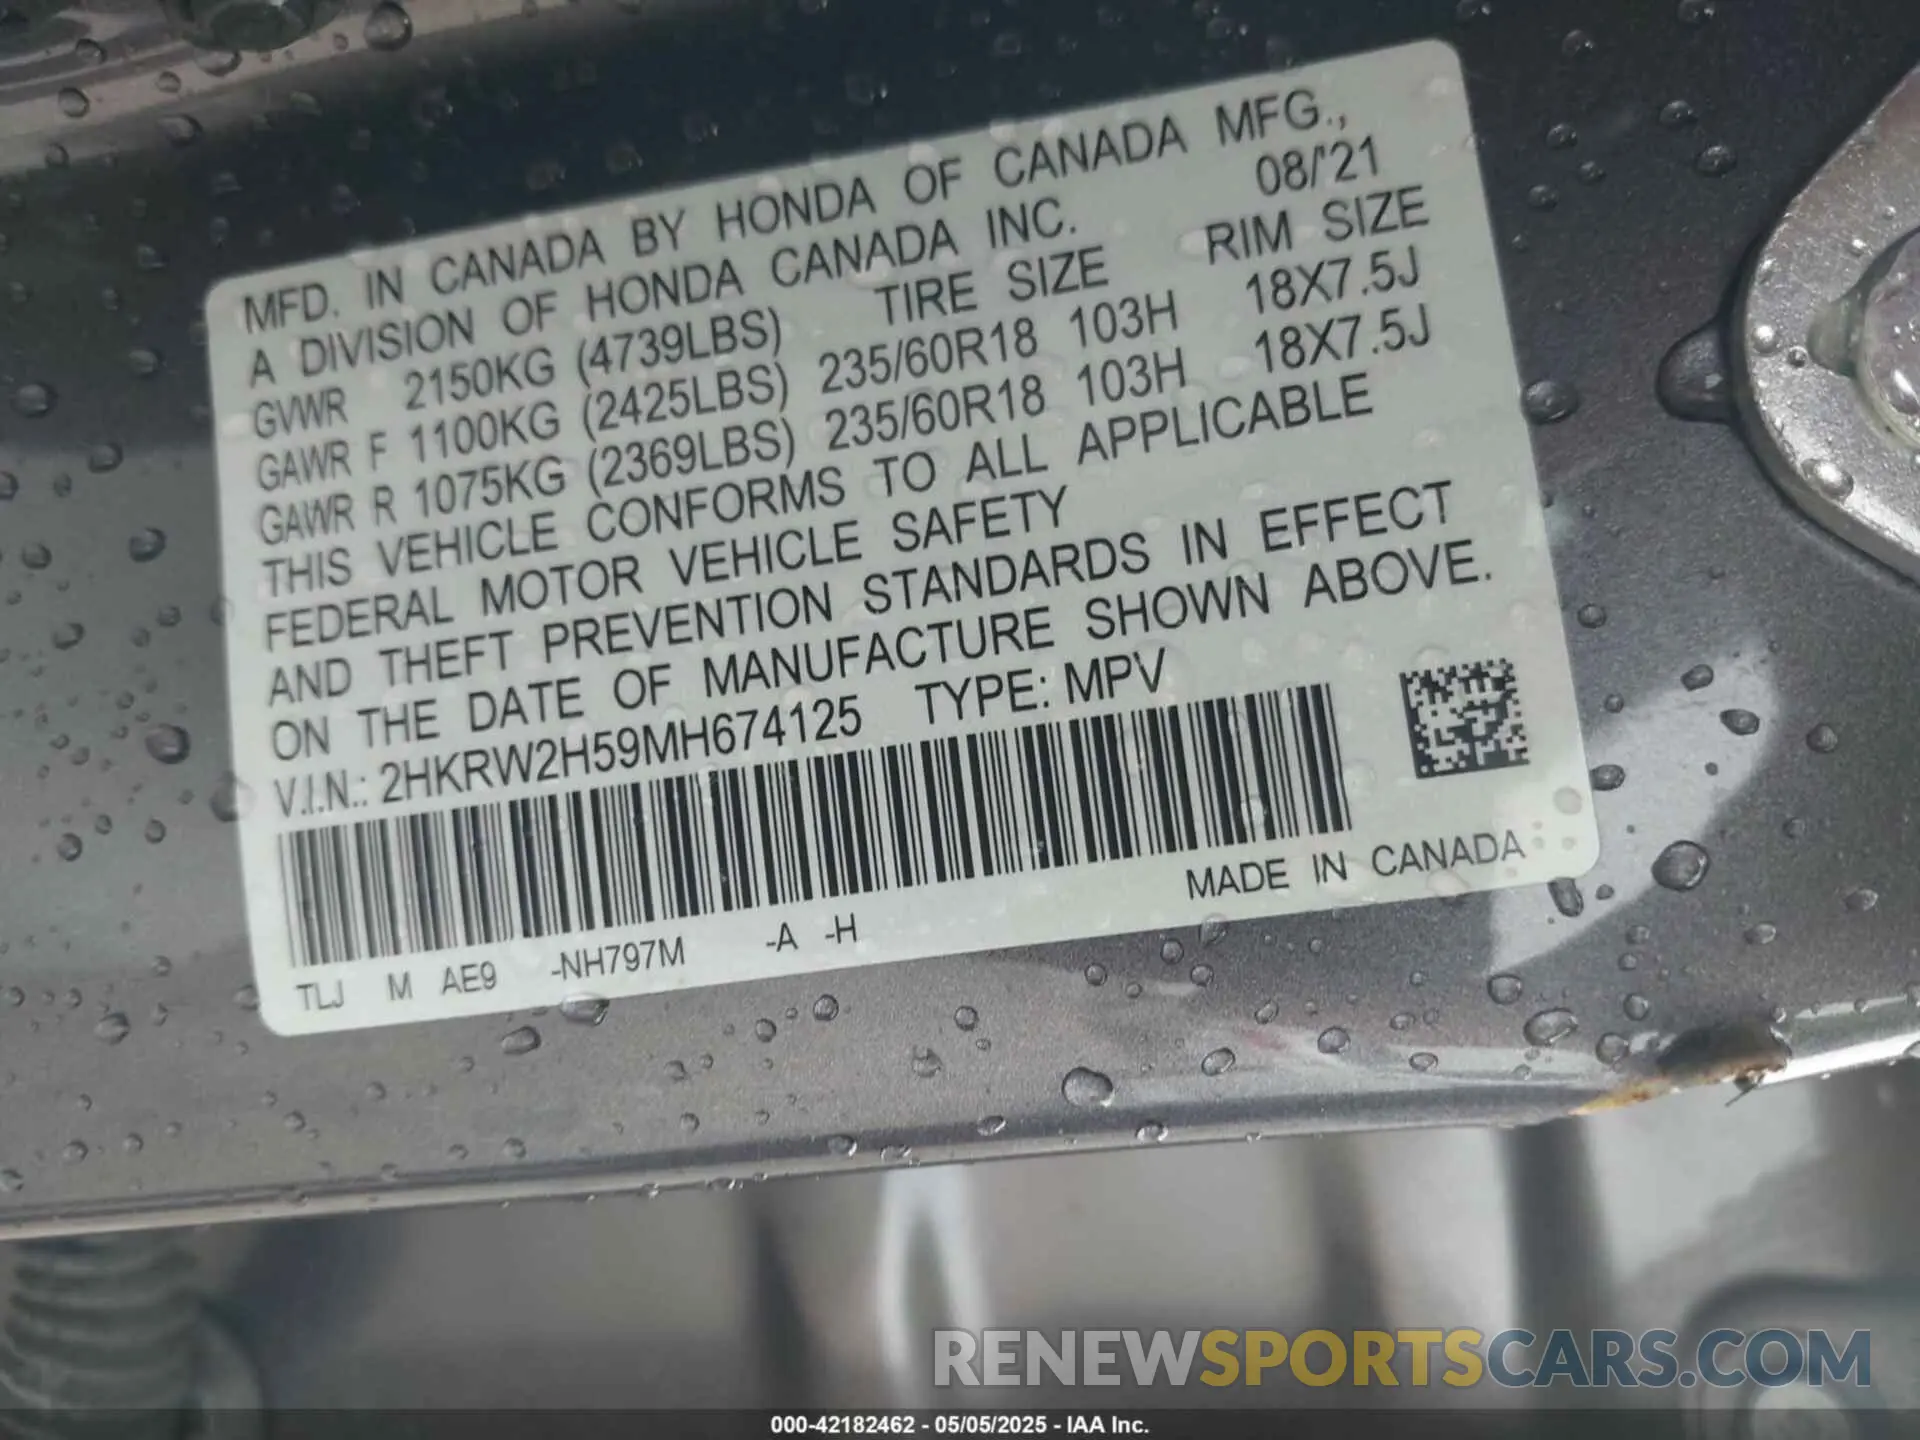 MFD. IN CANADA BY HONDA OF CANADA MFG.,
A DIVISION OF HONDA CANADA INC. 08/'21
GVWR 2150KG (4739LBS) TIRE SIZE RIM SIZE
GAWR F 1100KG (2425LBS) 235/60R18 103H 18X7.5J
GAWR R 1075KG (2369LBS) 235/60R18 103H 18X7.5J
THIS VEHICLE CONFORMS TO ALL APPLICABLE
FEDERAL MOTOR VEHICLE SAFETY
AND THEFT PREVENTION STANDARDS IN EFFECT
ON THE DATE OF MANUFACTURE SHOWN ABOVE.
V.I.N.: 2HKRW2H59MH674125 TYPE: MPV
MADE IN CANADA
TLJ M AE9 -NH797M -A -H
RENEWSPORTSCARS.COM
000-42182462 - 05/05/2025 - IAA Inc.